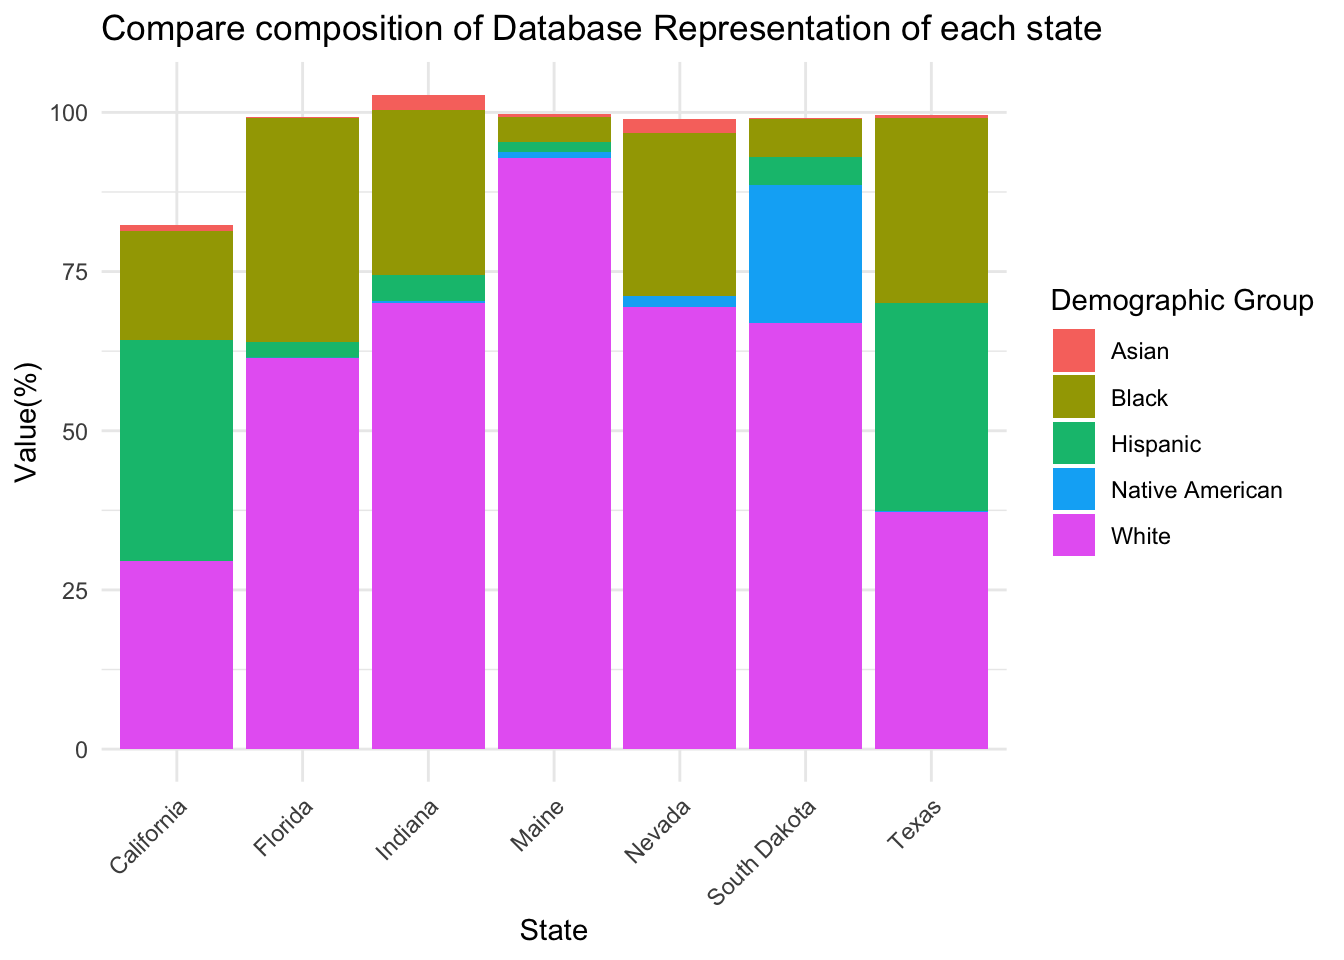 Compare composition of Database Representation of each state
Value(%)
100
75
50
25
0
California
Florida
Indiana
Maine
Nevada
South Dakota
Texas
State
Demographic Group
Asian
Black
Hispanic
Native American
White